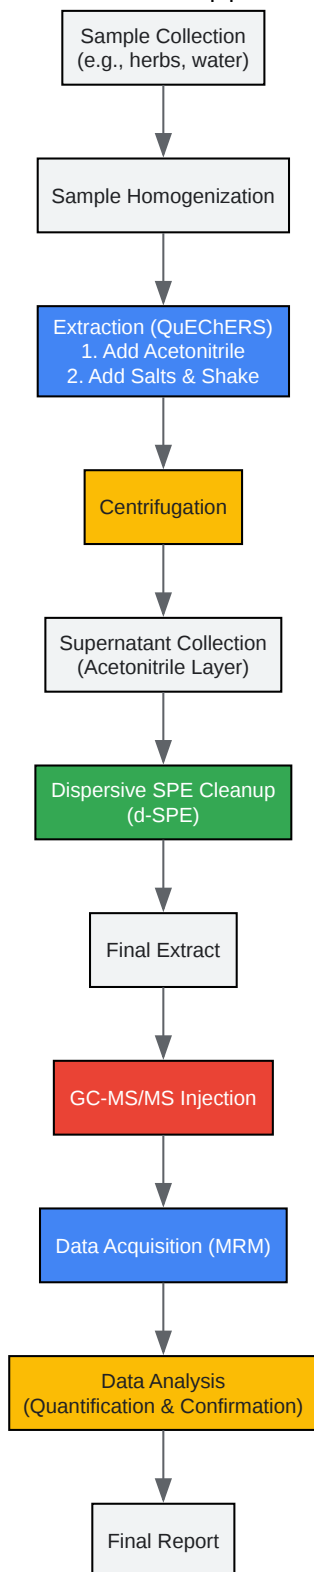 Sample Collection
(e.g., herbs, water)
Sample Homogenization
Extraction (QuEChERS)
1. Add Acetonitrile
2. Add Salts & Shake
Centrifugation
Supernatant Collection
(Acetonitrile Layer)
Dispersive SPE Cleanup
(d-SPE)
Final Extract
GC-MS/MS Injection
Data Acquisition (MRM)
Data Analysis
(Quantification & Confirmation)
Final Report